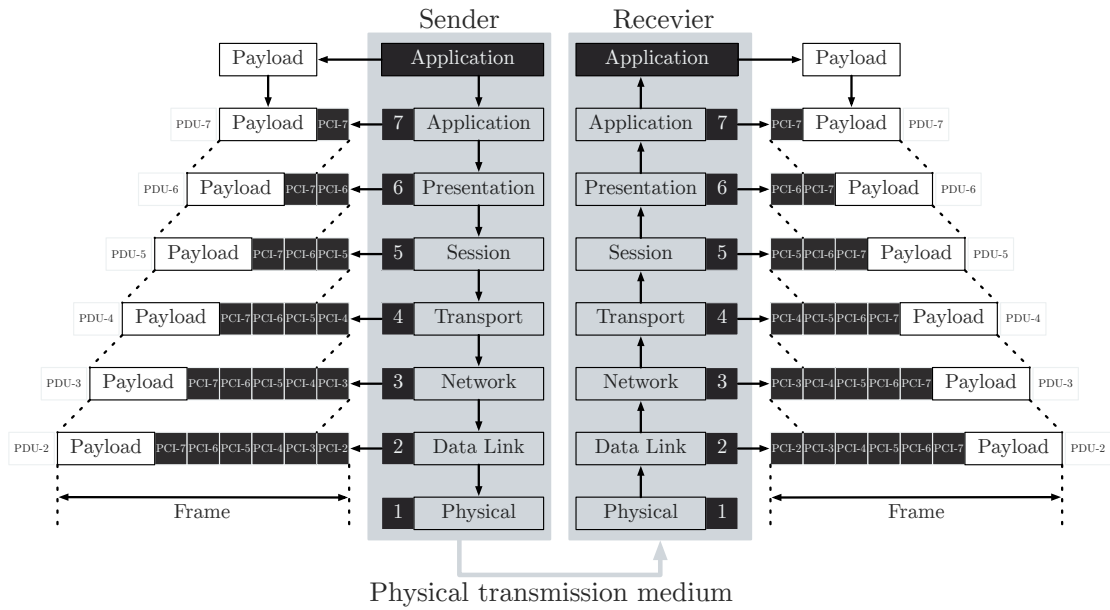 Sender Recevier
Payload Application Application Payload
PDU-7 Payload PCI-7 7 Application Application 7 PCI-7 Payload PDU-7
PDU-6 Payload PCI-7 PCI-6 6 Presentation Presentation 6 PCI-6 PCI-7 Payload PDU-6
PDU-5 Payload PCI-7 PCI-6 PCI-5 5 Session Session 5 PCI-5 PCI-6 PCI-7 Payload PDU-5
PDU-4 Payload PCI-7 PCI-6 PCI-5 PCI-4 4 Transport Transport 4 PCI-4 PCI-5 PCI-6 PCI-7 Payload PDU-4
PDU-3 Payload PCI-7 PCI-6 PCI-5 PCI-4 PCI-3 3 Network Network 3 PCI-3 PCI-4 PCI-5 PCI-6 PCI-7 Payload PDU-3
PDU-2 Payload PCI-7 PCI-6 PCI-5 PCI-4 PCI-3 PCI-2 2 Data Link Data Link 2 PCI-2 PCI-3 PCI-4 PCI-5 PCI-6 PCI-7 Payload PDU-2
Frame 1 Physical Physical 1 Frame
Physical transmission medium